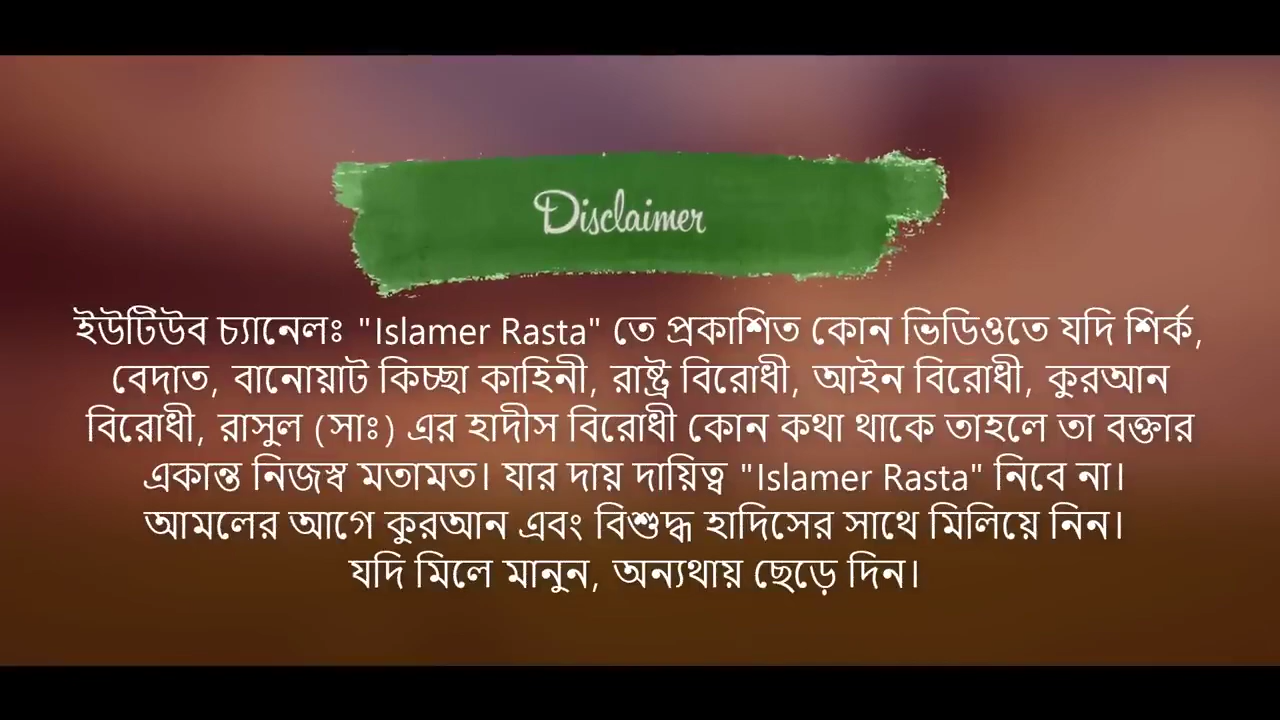 Disclaimer
ইউটিউব চ্যানেলঃ "Islamer Rasta" তে প্রকাশিত কোন ভিডিওতে যদি শির্ক,
বেদাত, বানোয়াট কিচ্ছা কাহিনী, রাষ্ট্র বিরোধী, আইন বিরোধী, কুরআন
বিরোধী, রাসুল (সাঃ) এর হাদীস বিরোধী কোন কথা থাকে তাহলে তা বক্তার
একান্ত নিজস্ব মতামত। যার দায় দায়িত্ব "Islamer Rasta" নিবে না।
আমলের আগে কুরআন এবং বিশুদ্ধ হাদিসের সাথে মিলিয়ে নিন।
যদি মিলে মানুন, অন্যথায় ছেড়ে দিন।